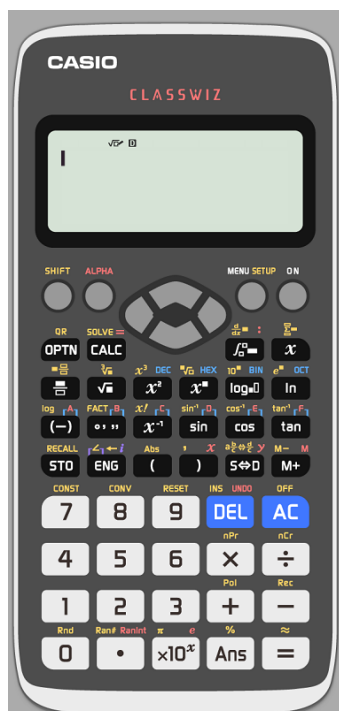 CASIO
CLASSWIZ
√▫⁄ D
SHIFT ALPHA MENU SETUP ON
QR SOLVE = d/dx : Σ
OPTN CALC ∫ x
∛ x³ DEC ⁿ√ HEX 10 BIN e OCT
√ x² x log ln
log A FACT B x! C sin⁻¹ D cos⁻¹ E tan⁻¹ F
(−) ° ’ ” x⁻¹ sin cos tan
RECALL ∠ ← i Abs , x y M− M
STO ENG ( ) S⇔D M+
CONST CONV RESET INS UNDO OFF
7 8 9 DEL AC
nPr nCr
4 5 6 × ÷
Pol Rec
1 2 3 + −
Rnd Ran# RanInt π e % ≈
0 • ×10ˣ Ans =